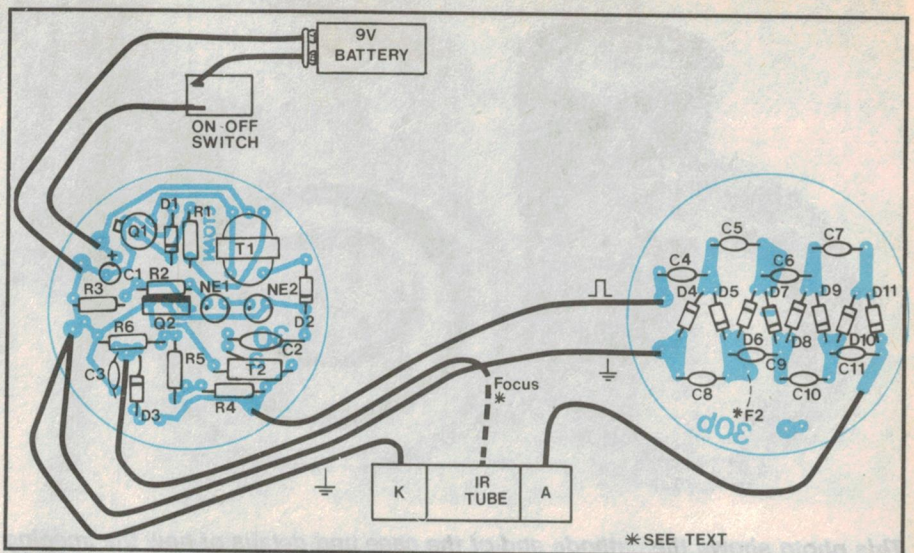 9V
BATTERY
ON-OFF
SWITCH
D1
R1
Q1
T1
C1
R2
NE1
NE2
R3
Q2
D2
R6
C2
R5
T2
C3
D3
R4
C5
C7
C4
C6
D4
D5
D7
D9
D11
D6
D8
D10
C9
C11
C8
C10
*F2
30b
Focus
*
K
IR
TUBE
A
*SEE TEXT